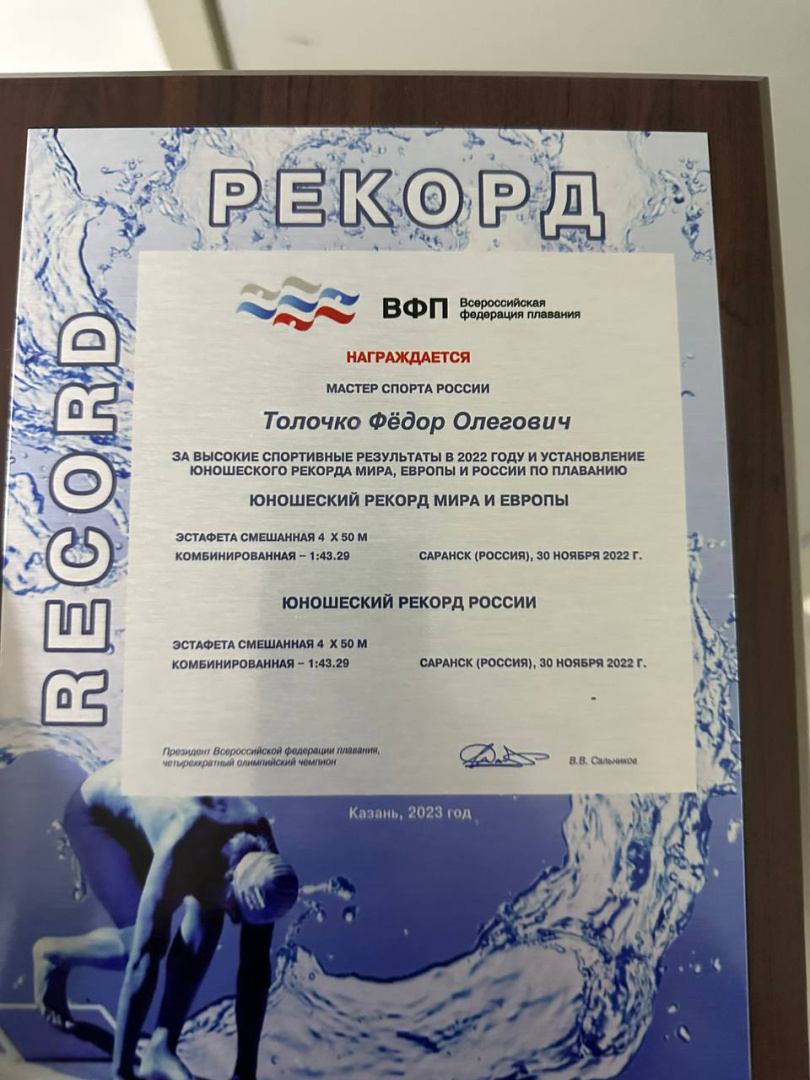 РЕКОРД
RECORD
ВФП Всероссийская
федерация плавания
НАГРАЖДАЕТСЯ
МАСТЕР СПОРТА РОССИИ
Толочко Фёдор Олегович
ЗА ВЫСОКИЕ СПОРТИВНЫЕ РЕЗУЛЬТАТЫ В 2022 ГОДУ И УСТАНОВЛЕНИЕ
ЮНОШЕСКОГО РЕКОРДА МИРА, ЕВРОПЫ И РОССИИ ПО ПЛАВАНИЮ
ЮНОШЕСКИЙ РЕКОРД МИРА И ЕВРОПЫ
ЭСТАФЕТА СМЕШАННАЯ 4 Х 50 М
КОМБИНИРОВАННАЯ – 1:43.29 САРАНСК (РОССИЯ), 30 НОЯБРЯ 2022 Г.
ЮНОШЕСКИЙ РЕКОРД РОССИИ
ЭСТАФЕТА СМЕШАННАЯ 4 Х 50 М
КОМБИНИРОВАННАЯ – 1:43.29 САРАНСК (РОССИЯ), 30 НОЯБРЯ 2022 Г.
Президент Всероссийской федерации плавания,
четырехкратный олимпийский чемпион В.В. Сальников
Казань, 2023 год